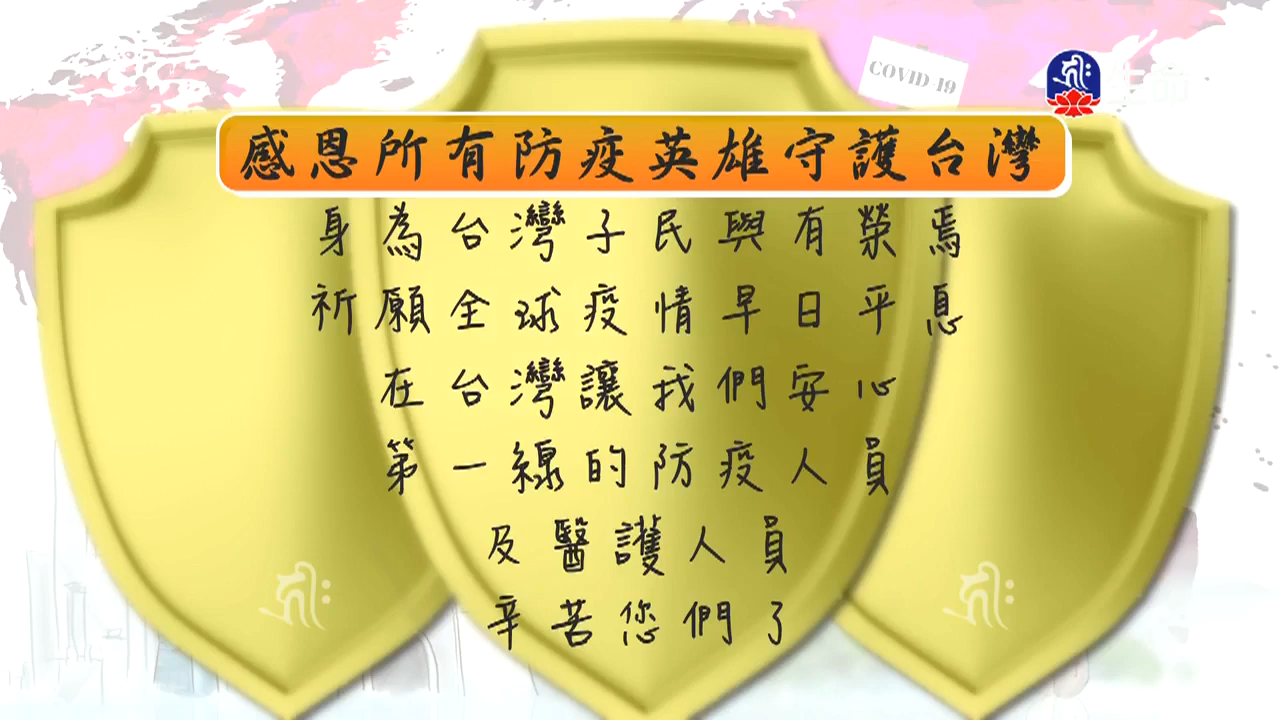 COVID-19
生命
感恩所有防疫英雄守護台灣
身為台灣子民與有榮焉
祈願全球疫情早日平息
在台灣讓我們安心
第一線的防疫人員
及醫護人員
辛苦您們了